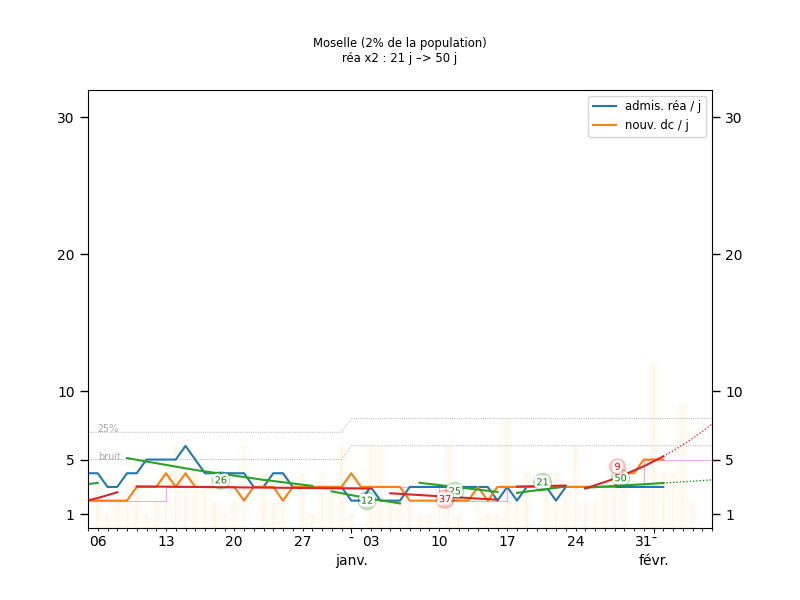 Moselle (2% de la population)
réa x2 : 21 j –> 50 j
admis. réa / j
nouv. dc / j
30 30
20 20
10 10
5 5
1 1
25%
bruit
26
12
25
37
21
9
50
06 13 20 27 - 03 10 17 24 31 -
janv. févr.